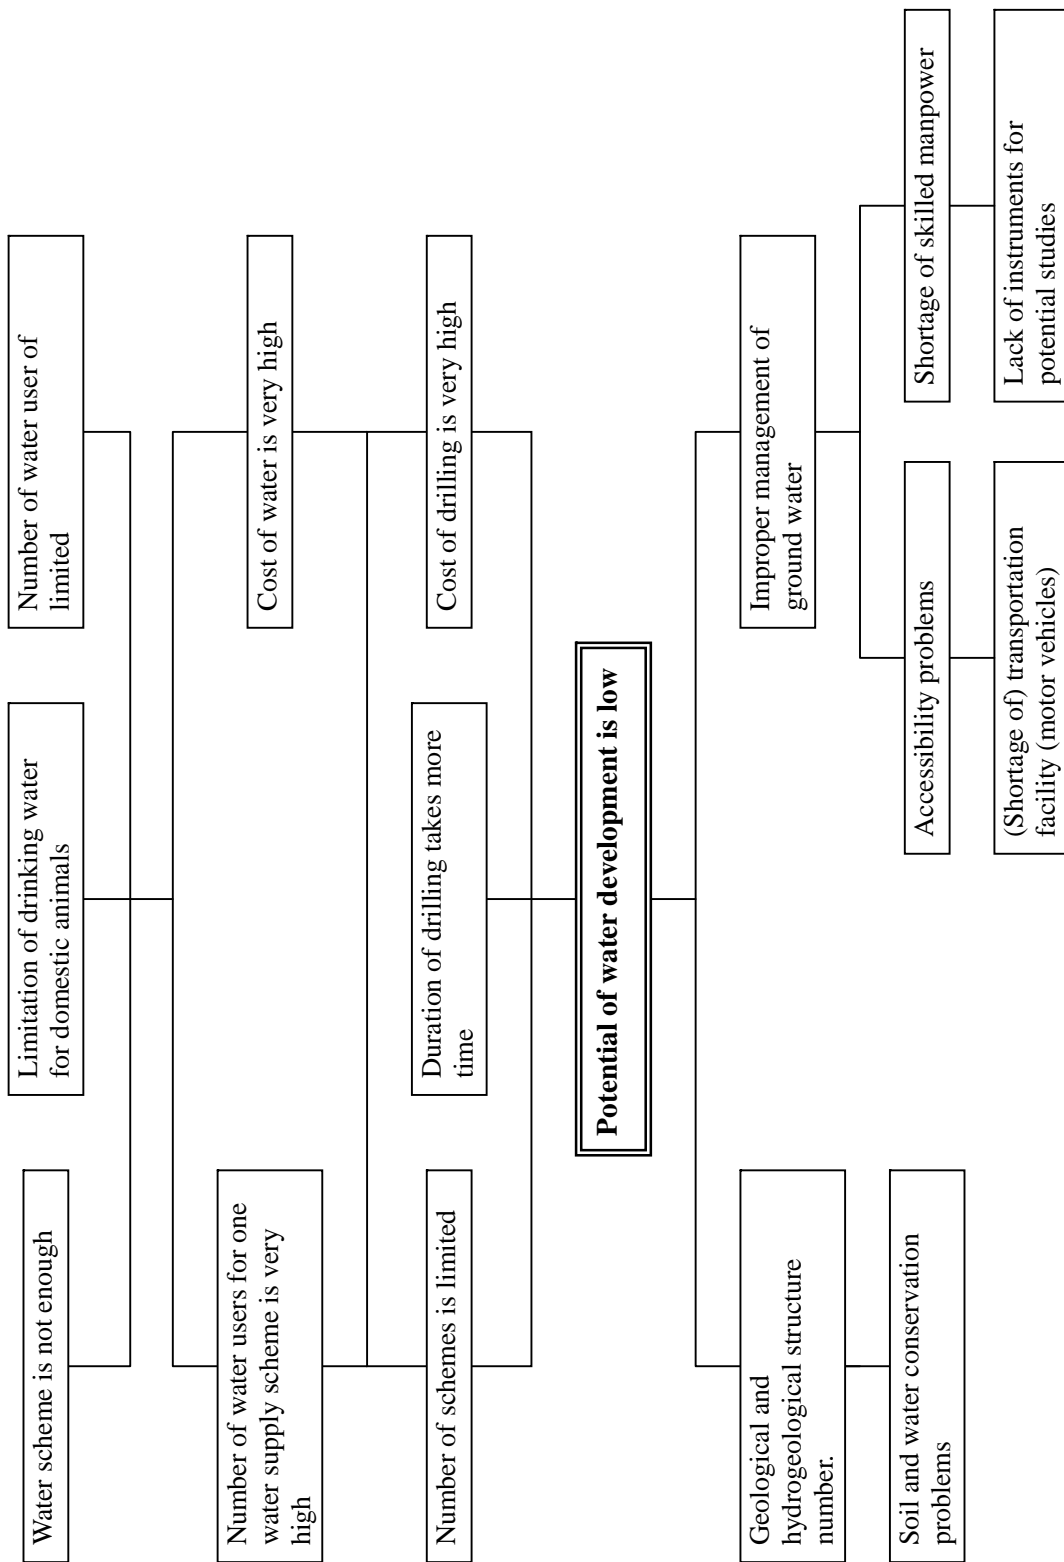 Water scheme is not enough
Limitation of drinking water
for domestic animals
Number of water user of
limited
Number of water users for one
water supply scheme is very
high
Cost of water is very high
Number of schemes is limited
Duration of drilling takes more
time
Cost of drilling is very high
Potential of water development is low
Geological and
hydrogeological structure
number.
Improper management of
ground water
Soil and water conservation
problems
Accessibility problems
Shortage of skilled manpower
(Shortage of) transportation
facility (motor vehicles)
Lack of instruments for
potential studies